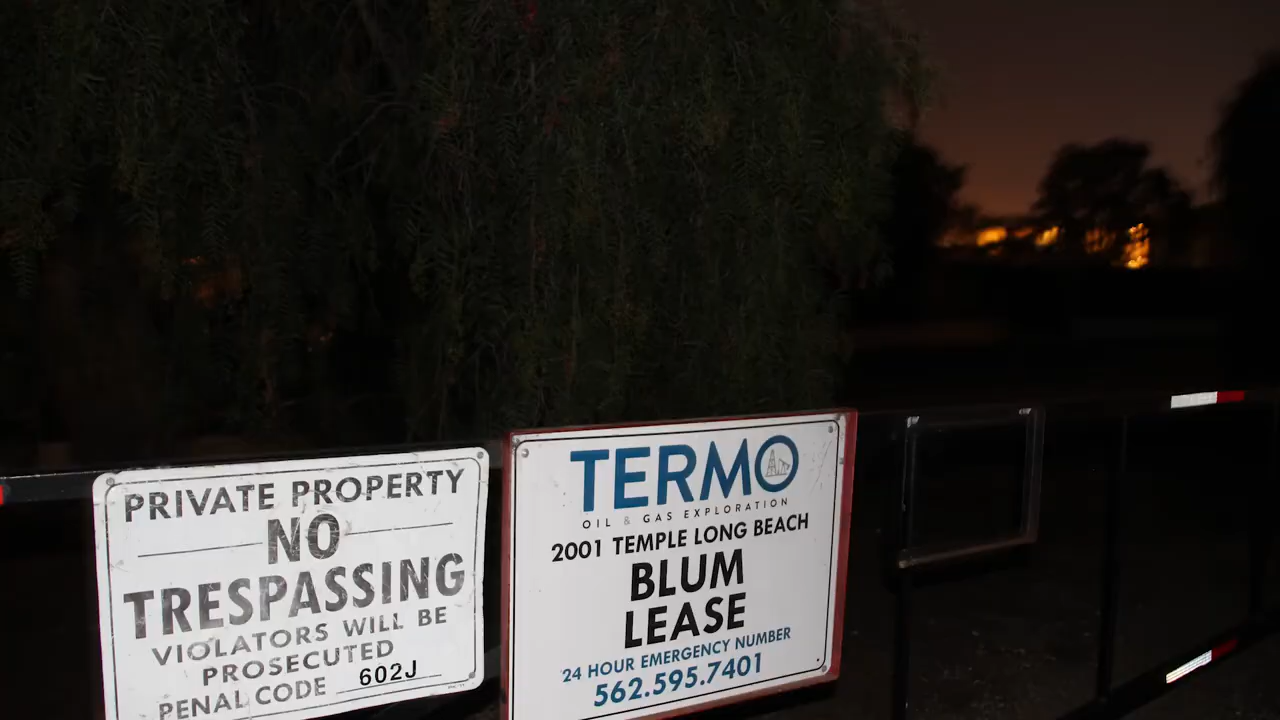 PRIVATE PROPERTY
NO
TRESPASSING
VIOLATORS WILL BE
PROSECUTED
PENAL CODE 602J
TERMO
OIL & GAS EXPLORATION
2001 TEMPLE LONG BEACH
BLUM
LEASE
24 HOUR EMERGENCY NUMBER
562.595.7401